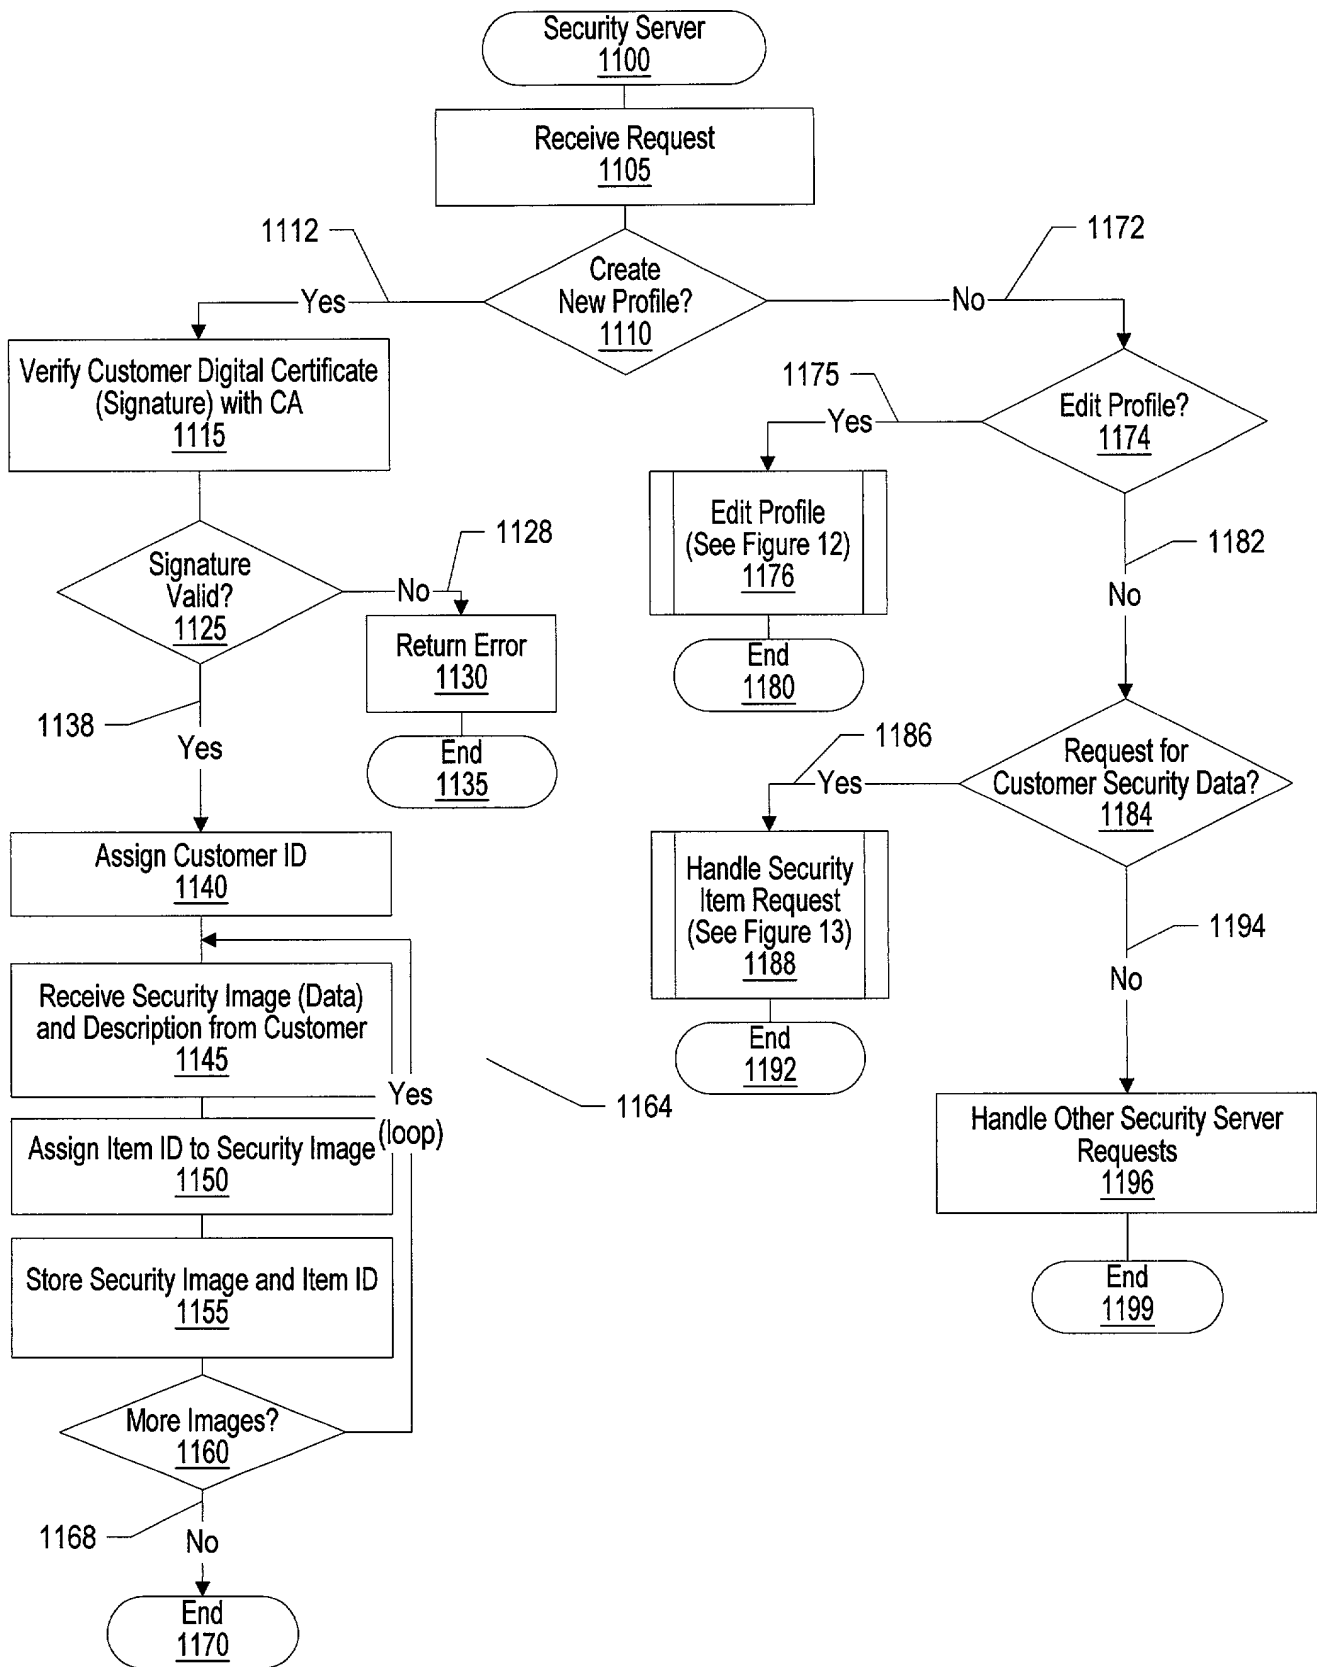 Security Server
1100
Receive Request
1105
1112
1172
Create
New Profile?
1110
Yes
No
Verify Customer Digital Certificate
(Signature) with CA
1115
1175
Edit Profile?
1174
Yes
Edit Profile
(See Figure 12)
1176
1128
1182
Signature
Valid?
1125
No
No
Return Error
1130
End
1180
1138
Yes
End
1135
1186
Request for
Customer Security Data?
1184
Yes
Assign Customer ID
1140
Handle Security
Item Request
(See Figure 13)
1188
1194
No
Receive Security Image (Data)
and Description from Customer
1145
End
1192
Yes
(loop)
1164
Assign Item ID to Security Image
1150
Handle Other Security Server
Requests
1196
Store Security Image and Item ID
1155
End
1199
More Images?
1160
1168
No
End
1170